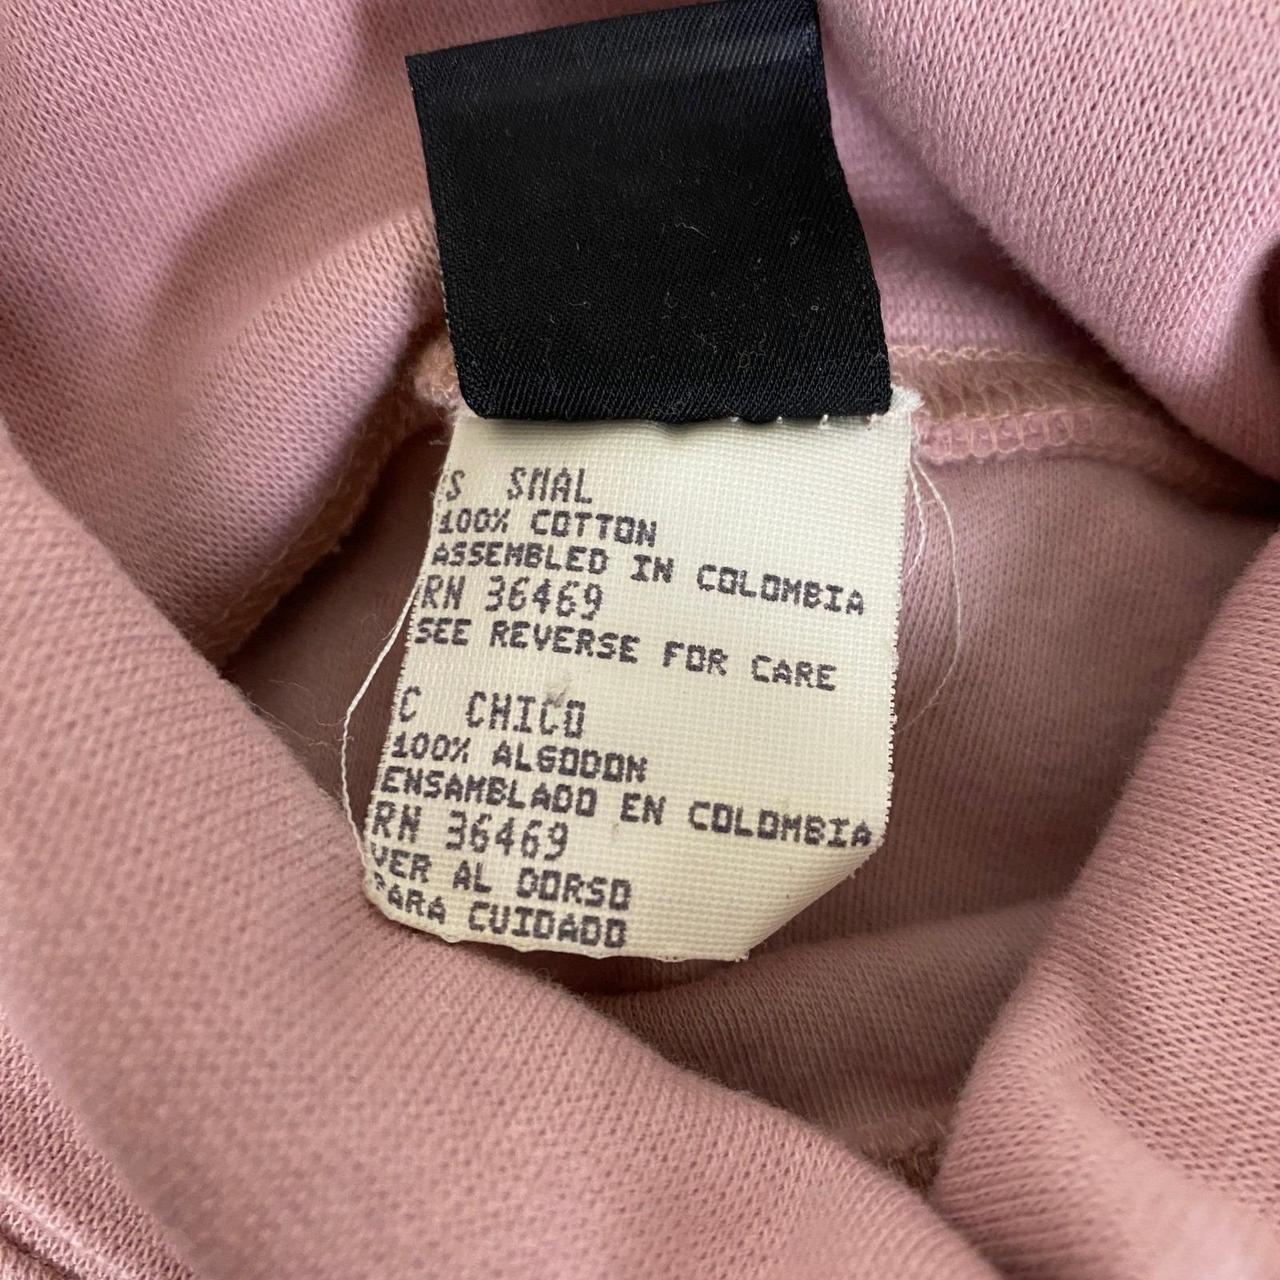 S SMAL
100% COTTON
ASSEMBLED IN COLOMBIA
RN 36469
SEE REVERSE FOR CARE
C CHICO
100% ALGODON
ENSAMBLADO EN COLOMBIA
RN 36469
VER AL DORSO
PARA CUIDADO